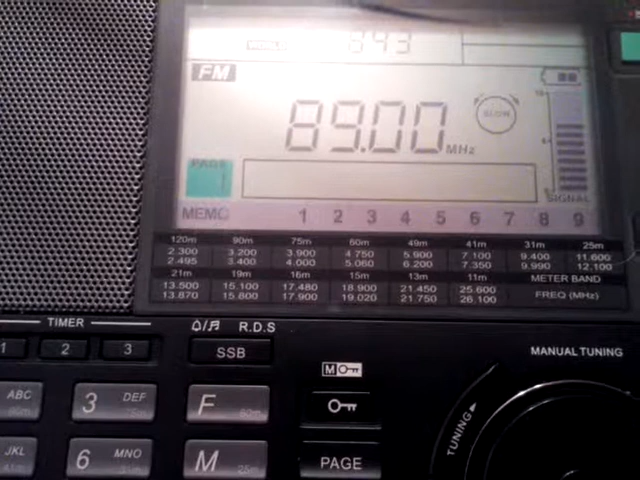 WORLD 8:43
FM
89.00 MHz
SLOW
PAGE
1
SIGNAL
MEMO 1 2 3 4 5 6 7 8 9
120m 90m 75m 60m 49m 41m 31m 25m
2.300 3.200 3.900 4.750 5.900 7.100 9.400 11.600
2.495 3.400 4.000 5.060 6.200 7.350 9.990 12.100
21m 19m 16m 15m 13m 11m METER BAND
13.500 15.100 17.480 18.900 21.450 25.600 FREQ (MHz)
13.870 15.800 17.900 19.020 21.750 26.100
TIMER R.D.S
1 2 3 SSB
MANUAL TUNING
M
ABC 3 DEF F
TUNING
JKL 6 MNO M 25m PAGE